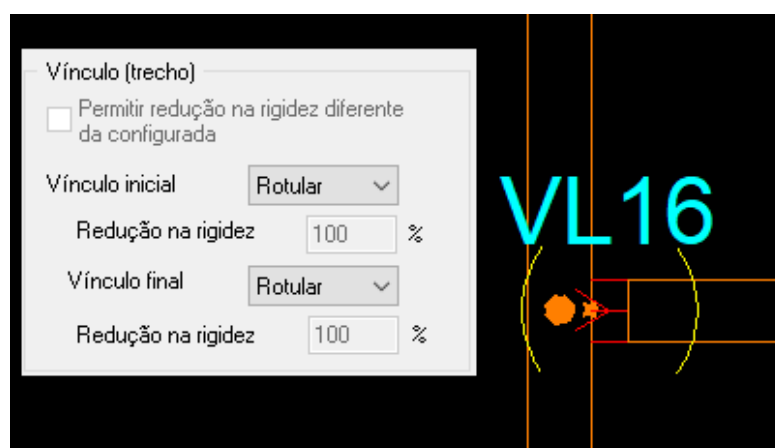 Vínculo (trecho)
Permitir redução na rigidez diferente
da configurada
Vínculo inicial Rotular
Redução na rigidez 100 %
Vínculo final Rotular
Redução na rigidez 100 %
VL16